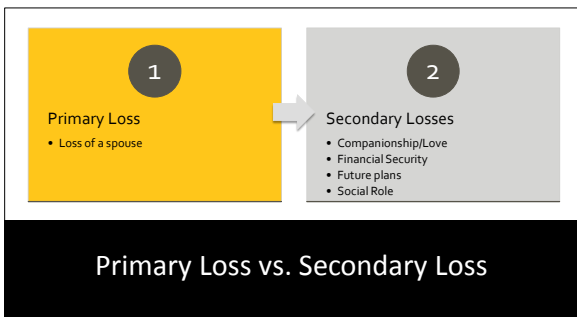 1
Primary Loss
• Loss of a spouse
2
Secondary Losses
• Companionship/Love
• Financial Security
• Future plans
• Social Role
Primary Loss vs. Secondary Loss